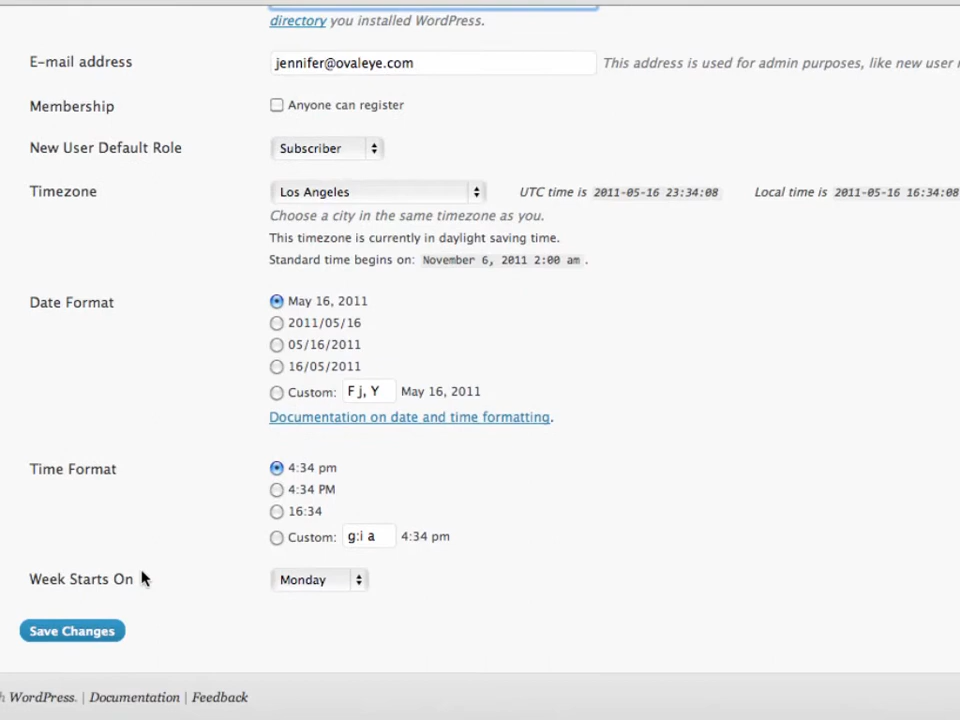 directory you installed WordPress.
E-mail address jennifer@ovaleye.com This address is used for admin purposes, like new user
Membership Anyone can register
New User Default Role Subscriber
Timezone Los Angeles UTC time is 2011-05-16 23:34:08 Local time is 2011-05-16 16:34:08
Choose a city in the same timezone as you.
This timezone is currently in daylight saving time.
Standard time begins on: November 6, 2011 2:00 am .
Date Format May 16, 2011
2011/05/16
05/16/2011
16/05/2011
Custom: F j, Y May 16, 2011
Documentation on date and time formatting.
Time Format 4:34 pm
4:34 PM
16:34
Custom: g:i a 4:34 pm
Week Starts On Monday
Save Changes
WordPress. | Documentation | Feedback